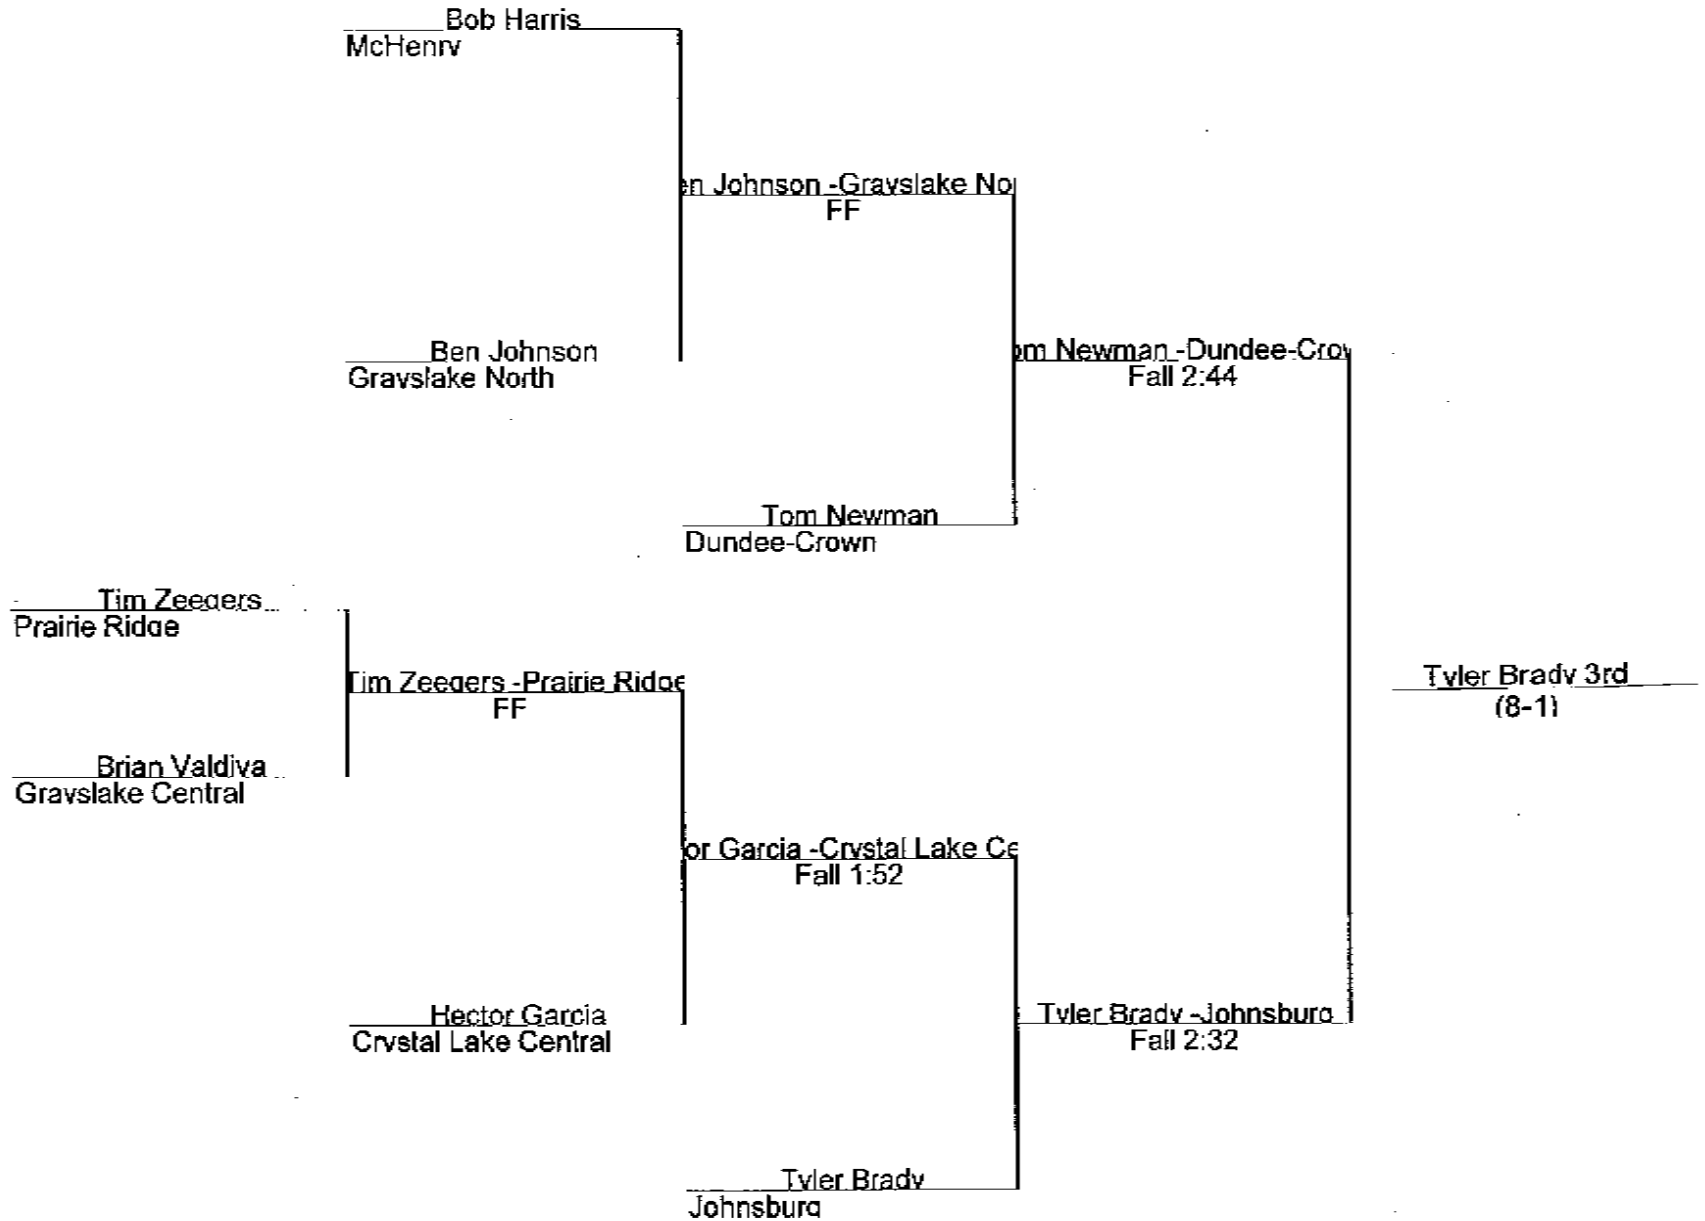 Bob Harris
McHenry
en Johnson -Grayslake No
FF
Ben Johnson
Grayslake North
om Newman -Dundee-Crow
Fall 2:44
Tom Newman
Dundee-Crown
Tim Zeegers
Prairie Ridge
Tim Zeegers -Prairie Ridge
FF
Brian Valdiva
Grayslake Central
Tyler Brady 3rd
(8-1)
or Garcia -Crystal Lake Ce
Fall 1:52
Hector Garcia
Crystal Lake Central
Tyler Brady -Johnsburg
Fall 2:32
Tyler Brady
Johnsburg